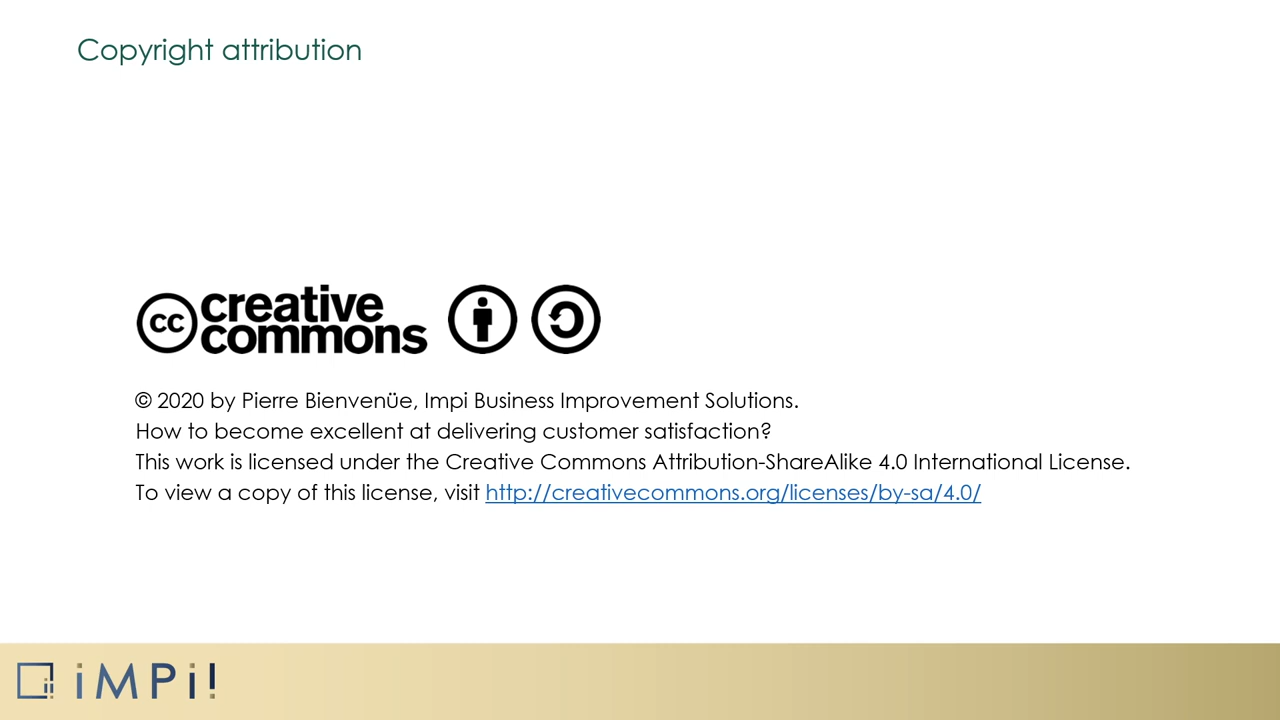 Copyright attribution
cc creative commons
© 2020 by Pierre Bienvenüe, Impi Business Improvement Solutions.
How to become excellent at delivering customer satisfaction?
This work is licensed under the Creative Commons Attribution-ShareAlike 4.0 International License.
To view a copy of this license, visit http://creativecommons.org/licenses/by-sa/4.0/
iMPi!